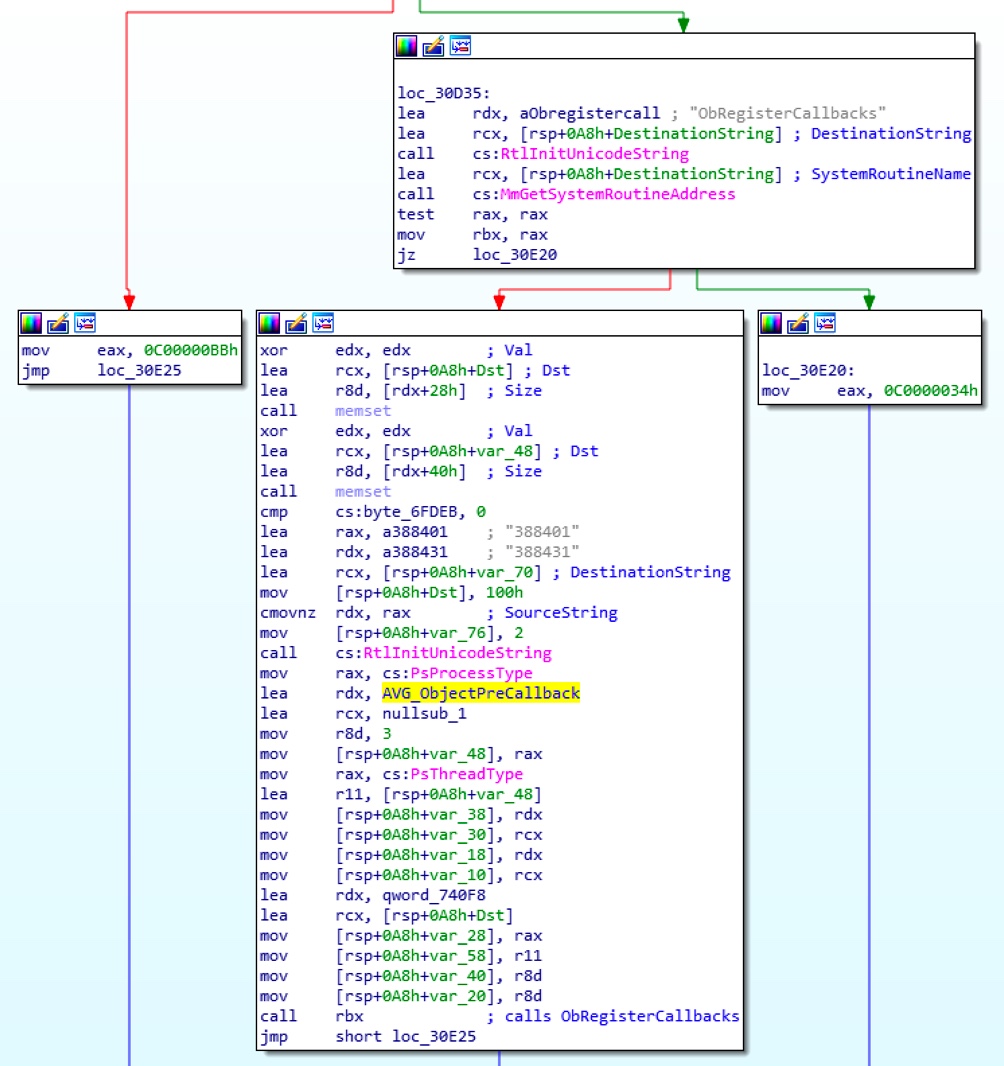 loc_30D35:
lea rdx, aObregistercall ; "ObRegisterCallbacks"
lea rcx, [rsp+0A8h+DestinationString] ; DestinationString
call cs:RtlInitUnicodeString
lea rcx, [rsp+0A8h+DestinationString] ; SystemRoutineName
call cs:MmGetSystemRoutineAddress
test rax, rax
mov rbx, rax
jz loc_30E20
mov eax, 0C00000BBh
jmp loc_30E25
xor edx, edx ; Val
lea rcx, [rsp+0A8h+Dst] ; Dst
lea r8d, [rdx+28h] ; Size
call memset
xor edx, edx ; Val
lea rcx, [rsp+0A8h+var_48] ; Dst
lea r8d, [rdx+40h] ; Size
call memset
cmp cs:byte_6FDEB, 0
lea rax, a388401 ; "388401"
lea rdx, a388431 ; "388431"
lea rcx, [rsp+0A8h+var_70] ; DestinationString
mov [rsp+0A8h+Dst], 100h
cmovnz rdx, rax ; SourceString
mov [rsp+0A8h+var_76], 2
call cs:RtlInitUnicodeString
mov rax, cs:PsProcessType
lea rdx, AVG_ObjectPreCallback
lea rcx, nullsub_1
mov r8d, 3
mov [rsp+0A8h+var_48], rax
mov rax, cs:PsThreadType
lea r11, [rsp+0A8h+var_48]
mov [rsp+0A8h+var_38], rdx
mov [rsp+0A8h+var_30], rcx
mov [rsp+0A8h+var_18], rdx
mov [rsp+0A8h+var_10], rcx
lea rdx, qword_740F8
lea rcx, [rsp+0A8h+Dst]
mov [rsp+0A8h+var_28], rax
mov [rsp+0A8h+var_58], r11
mov [rsp+0A8h+var_40], r8d
mov [rsp+0A8h+var_20], r8d
call rbx ; calls ObRegisterCallbacks
jmp short loc_30E25
loc_30E20:
mov eax, 0C0000034h